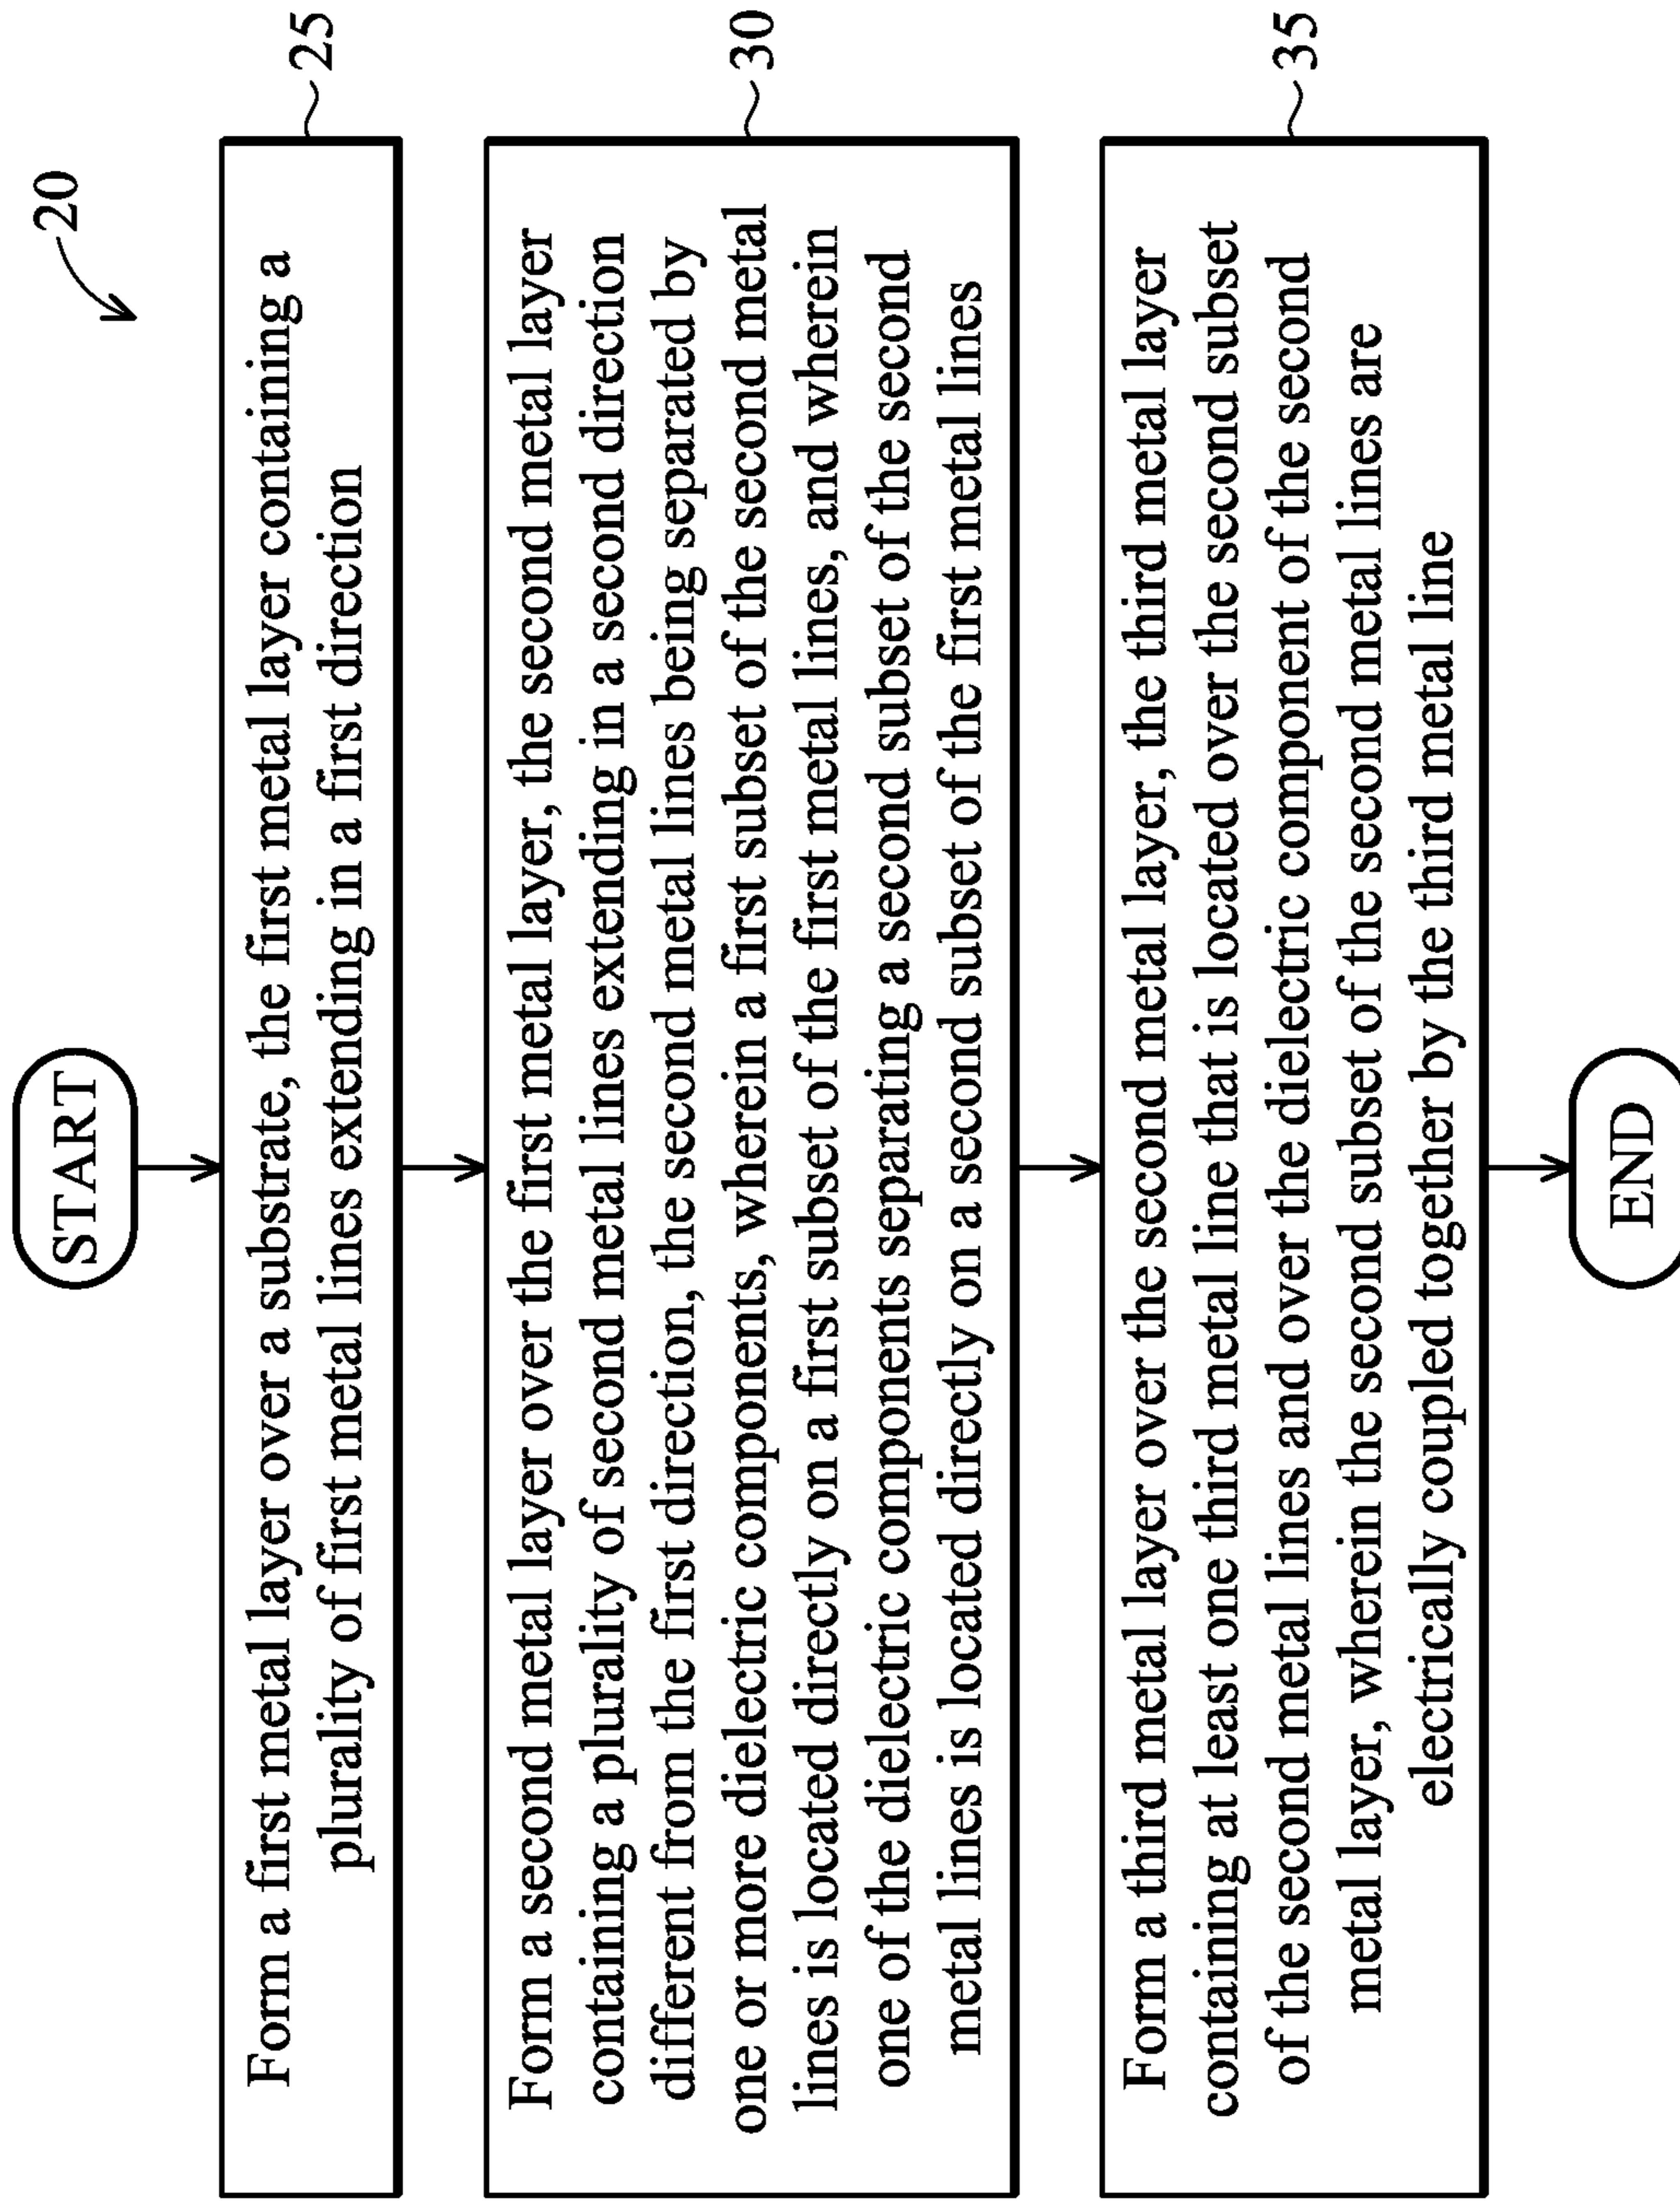 20
START
Form a first metal layer over a substrate, the first metal layer containing a
plurality of first metal lines extending in a first direction
25
Form a second metal layer over the first metal layer, the second metal layer
containing a plurality of second metal lines extending in a second direction
different from the first direction, the second metal lines being separated by
one or more dielectric components, wherein a first subset of the second metal
lines is located directly on a first subset of the first metal lines, and wherein
one of the dielectric components separating a second subset of the second
metal lines is located directly on a second subset of the first metal lines
30
Form a third metal layer over the second metal layer, the third metal layer
containing at least one third metal line that is located over the second subset
of the second metal lines and over the dielectric component of the second
metal layer, wherein the second subset of the second metal lines are
electrically coupled together by the third metal line
35
END